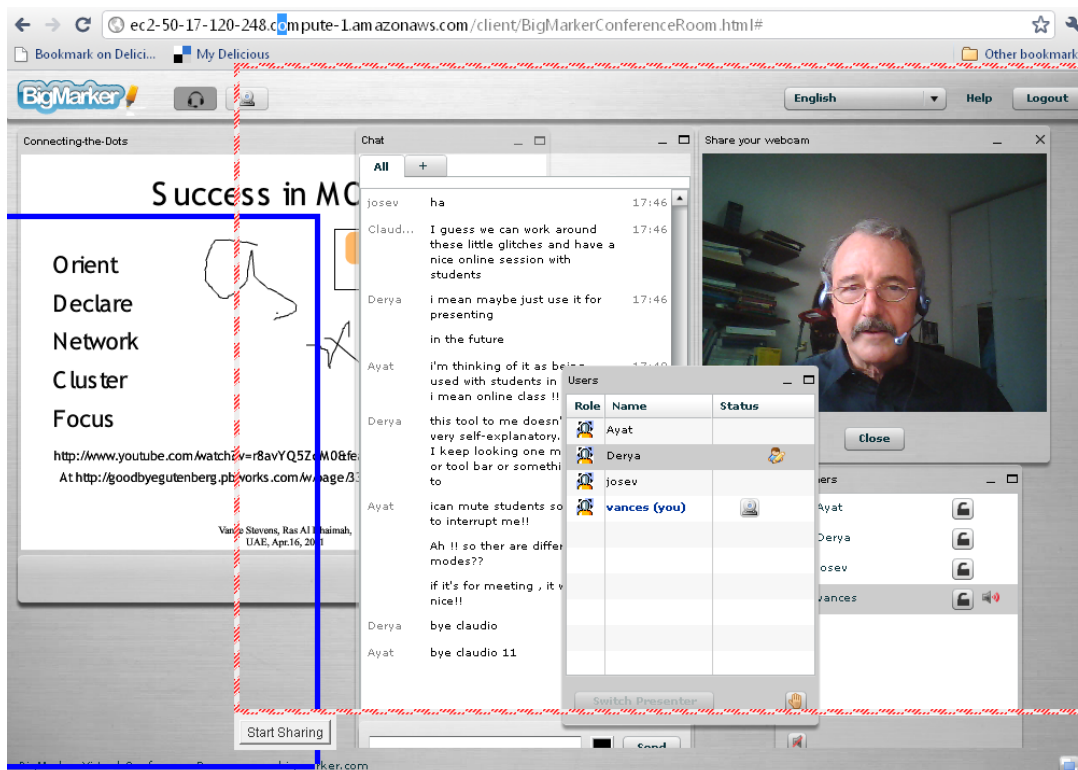 ec2-50-17-120-248.compute-1.amazonaws.com/client/BigMarkerConferenceRoom.html#
Bookmark on Delici...
My Delicious
Other bookmark
BigMarker
English
Help
Logout
Connecting-the-Dots
Success in MO
Orient
Declare
Network
Cluster
Focus
At http://goodbyegutenberg.pbworks.com/w/page/33
Vance Stevens, Ras Al Khaimah,
UAE, Apr.16, 2011
Chat
All
+
josev
ha
17:46
Claud...
I guess we can work around
17:46
these little glitches and have a
nice online session with
students
Derya
i mean maybe just use it for
17:46
presenting
in the future
Ayat
i'm thinking of it as being
used with students in
i mean online class !!
Derya
this tool to me doesn'
very self-explanatory.
I keep looking one m
or tool bar or somethi
to
Ayat
ican mute students so
to interrupt me!!
Ah !! so ther are differ
modes??
if it's for meeting , it w
nice!!
Derya
bye claudio
Ayat
bye claudio 11
Send
Share your webcam
Close
Users
Role
Name
Status
Ayat
Derya
josev
vances (you)
Switch Presenter
ers
Ayat
Derya
osev
vances
Start Sharing